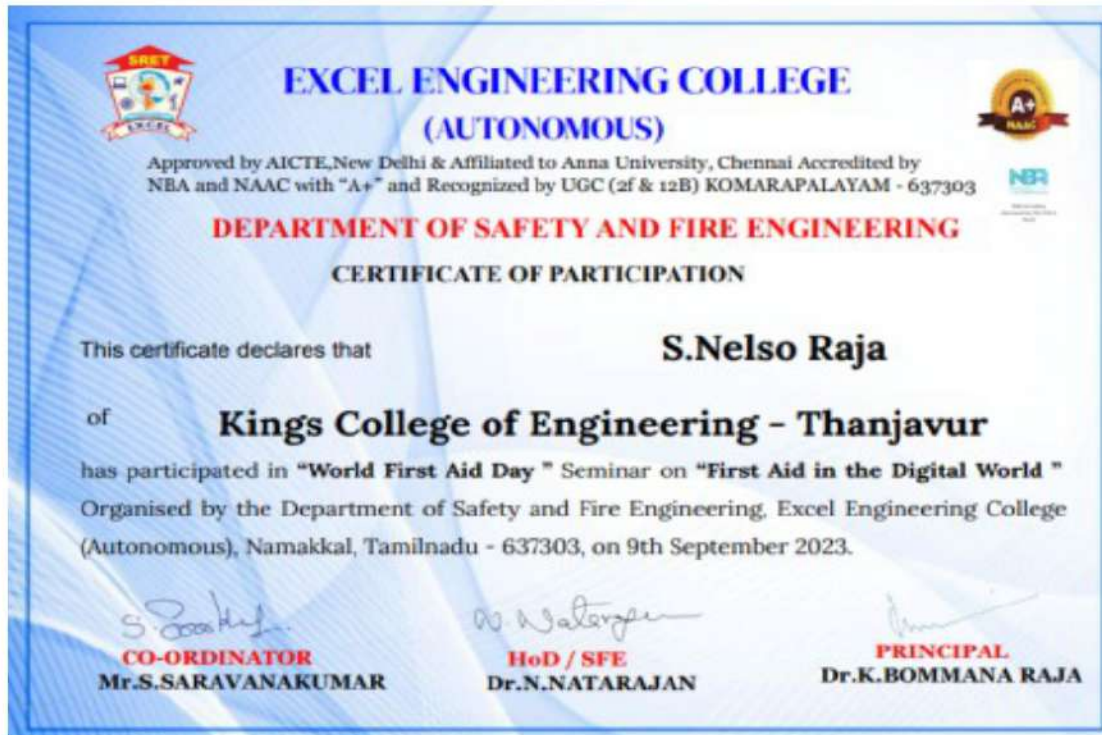 SRET
EXCEL
EXCEL ENGINEERING COLLEGE
(AUTONOMOUS)
A+
NAAC
Approved by AICTE,New Delhi & Affiliated to Anna University, Chennai Accredited by
NBA and NAAC with "A+" and Recognized by UGC (2f & 12B) KOMARAPALAYAM - 637303
NBA
DEPARTMENT OF SAFETY AND FIRE ENGINEERING
CERTIFICATE OF PARTICIPATION
This certificate declares that S.Nelso Raja
of Kings College of Engineering - Thanjavur
has participated in "World First Aid Day " Seminar on "First Aid in the Digital World "
Organised by the Department of Safety and Fire Engineering, Excel Engineering College
(Autonomous), Namakkal, Tamilnadu - 637303, on 9th September 2023.
CO-ORDINATOR HoD / SFE PRINCIPAL
Mr.S.SARAVANAKUMAR Dr.N.NATARAJAN Dr.K.BOMMANA RAJA